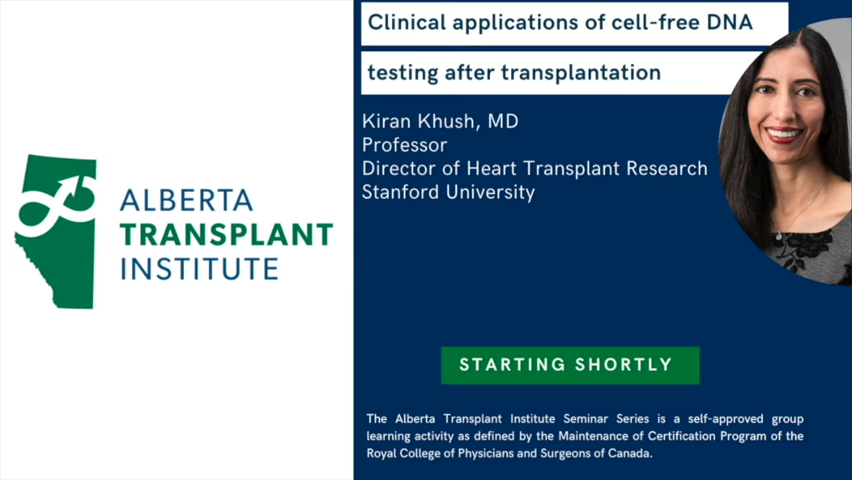 ALBERTA
TRANSPLANT
INSTITUTE
Clinical applications of cell-free DNA
testing after transplantation
Kiran Khush, MD
Professor
Director of Heart Transplant Research
Stanford University
STARTING SHORTLY
The Alberta Transplant Institute Seminar Series is a self-approved group
learning activity as defined by the Maintenance of Certification Program of the
Royal College of Physicians and Surgeons of Canada.